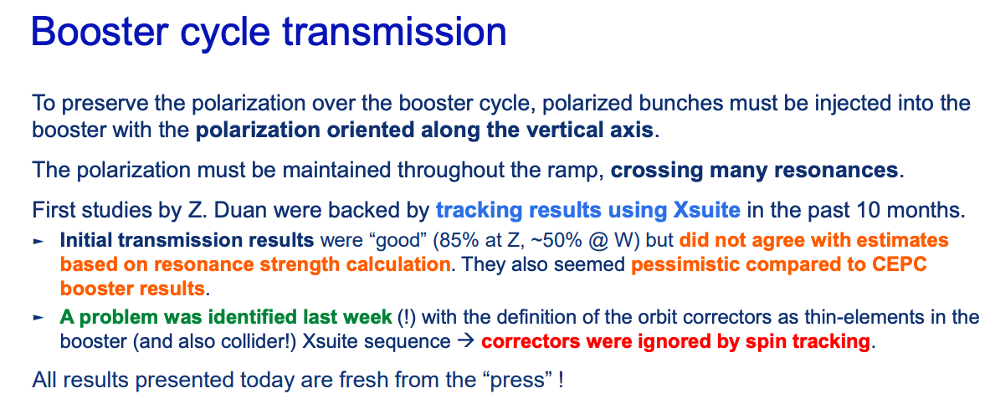 Booster cycle transmission
To preserve the polarization over the booster cycle, polarized bunches must be injected into the
booster with the polarization oriented along the vertical axis.
The polarization must be maintained throughout the ramp, crossing many resonances.
First studies by Z. Duan were backed by tracking results using Xsuite in the past 10 months.
► Initial transmission results were “good” (85% at Z, ~50% @ W) but did not agree with estimates
based on resonance strength calculation. They also seemed pessimistic compared to CEPC
booster results.
► A problem was identified last week (!) with the definition of the orbit correctors as thin-elements in the
booster (and also collider!) Xsuite sequence → correctors were ignored by spin tracking.
All results presented today are fresh from the “press” !